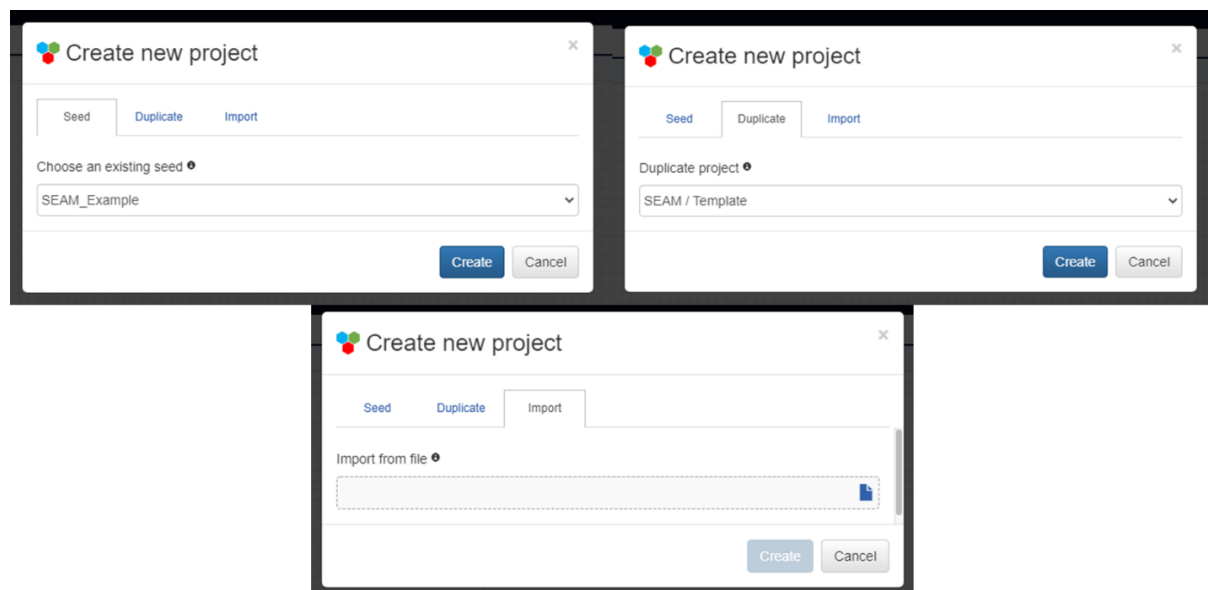 Create new project
×
Seed Duplicate Import
Choose an existing seed
SEAM_Example
Create Cancel
Create new project
×
Seed Duplicate Import
Duplicate project
SEAM / Template
Create Cancel
Create new project
×
Seed Duplicate Import
Import from file
Create Cancel